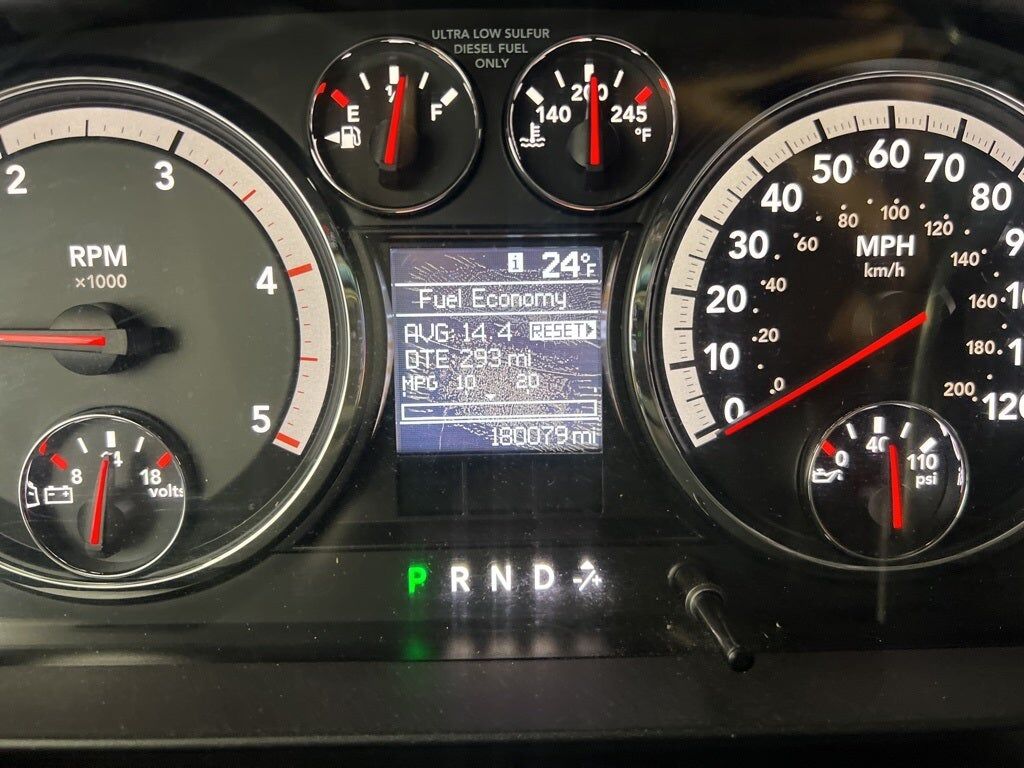 ULTRA LOW SULFUR
DIESEL FUEL
ONLY
E
F
140
200
245
°F
2
3
4
5
RPM
×1000
8
18
volts
24°F
Fuel Economy
AVG 14.4 RESET
DTE 293 mi
MPG 10 20
180079 mi
0
10
20
30
40
50
60
70
80
120
.0
20
40
60
80
100
120
140
160
180
200
MPH
km/h
0
40
110
psi
P R N D -/+